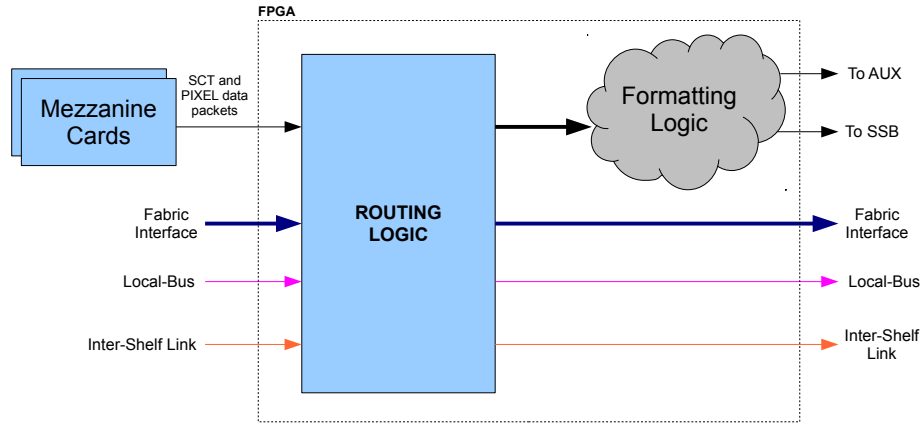 FPGA
SCT and
PIXEL data
packets
Mezzanine
Cards
Formatting
Logic
To AUX
To SSB
ROUTING
LOGIC
Fabric
Interface
Fabric
Interface
Local-Bus
Local-Bus
Inter-Shelf Link
Inter-Shelf
Link